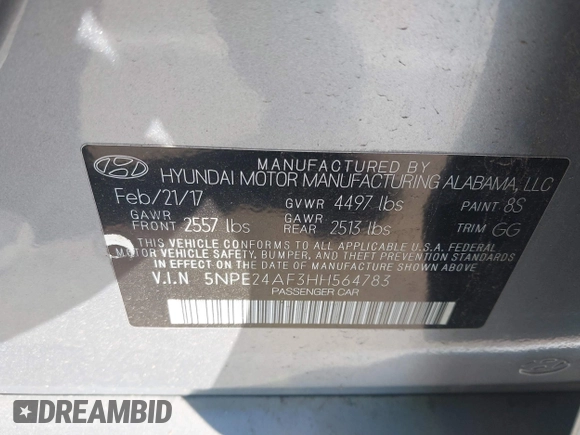 MANUFACTURED BY
HYUNDAI MOTOR MANUFACTURING ALABAMA, LLC
Feb/21/17 GVWR 4497 lbs PAINT 8S
GAWR FRONT 2557 lbs GAWR REAR 2513 lbs TRIM GG
THIS VEHICLE CONFORMS TO ALL APPLICABLE U.S.A. FEDERAL
MOTOR VEHICLE SAFETY, BUMPER, AND THEFT PREVENTION STANDARDS
IN EFFECT ON THE DATE OF MANUFACTURE SHOWN ABOVE.
V.I.N 5NPE24AF3HH564783
PASSENGER CAR
DREAMBID